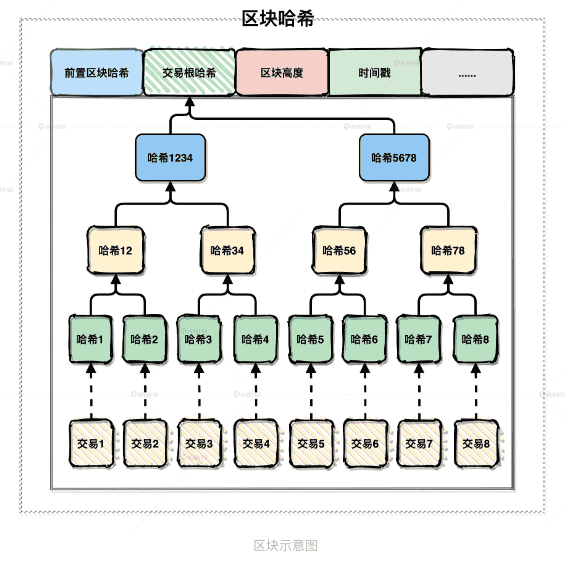 区块哈希
前置区块哈希 交易根哈希 区块高度 时间戳 ......
哈希1234 哈希5678
哈希12 哈希34 哈希56 哈希78
哈希1 哈希2 哈希3 哈希4 哈希5 哈希6 哈希7 哈希8
交易1 交易2 交易3 交易4 交易5 交易6 交易7 交易8
区块示意图